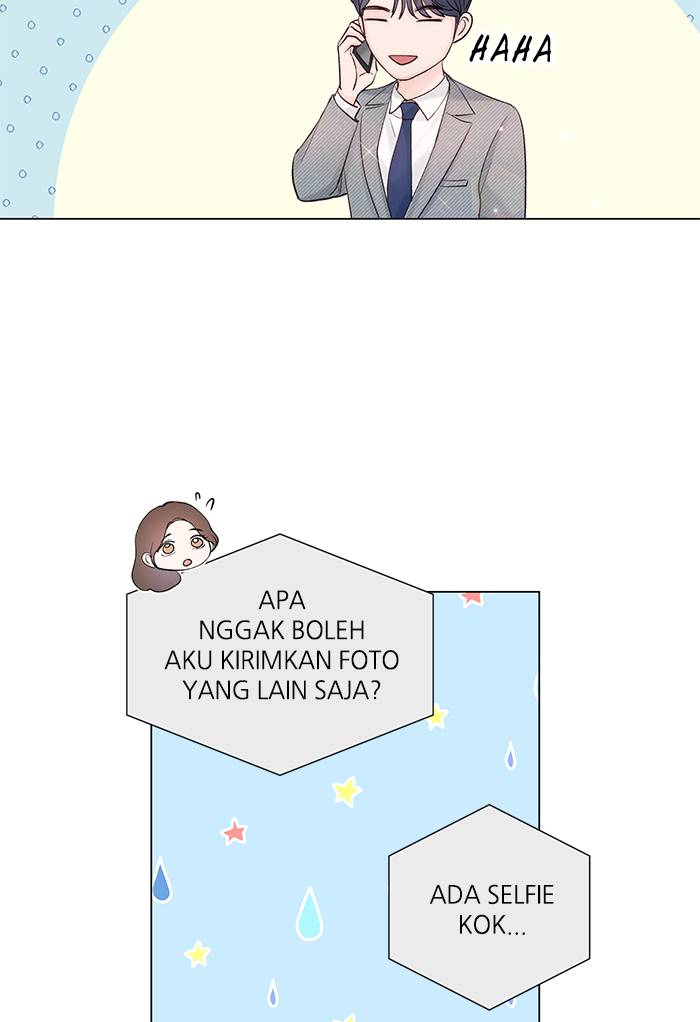 HAHA
APA
NGGAK BOLEH
AKU KIRIMKAN FOTO
YANG LAIN SAJA?
ADA SELFIE
KOK...